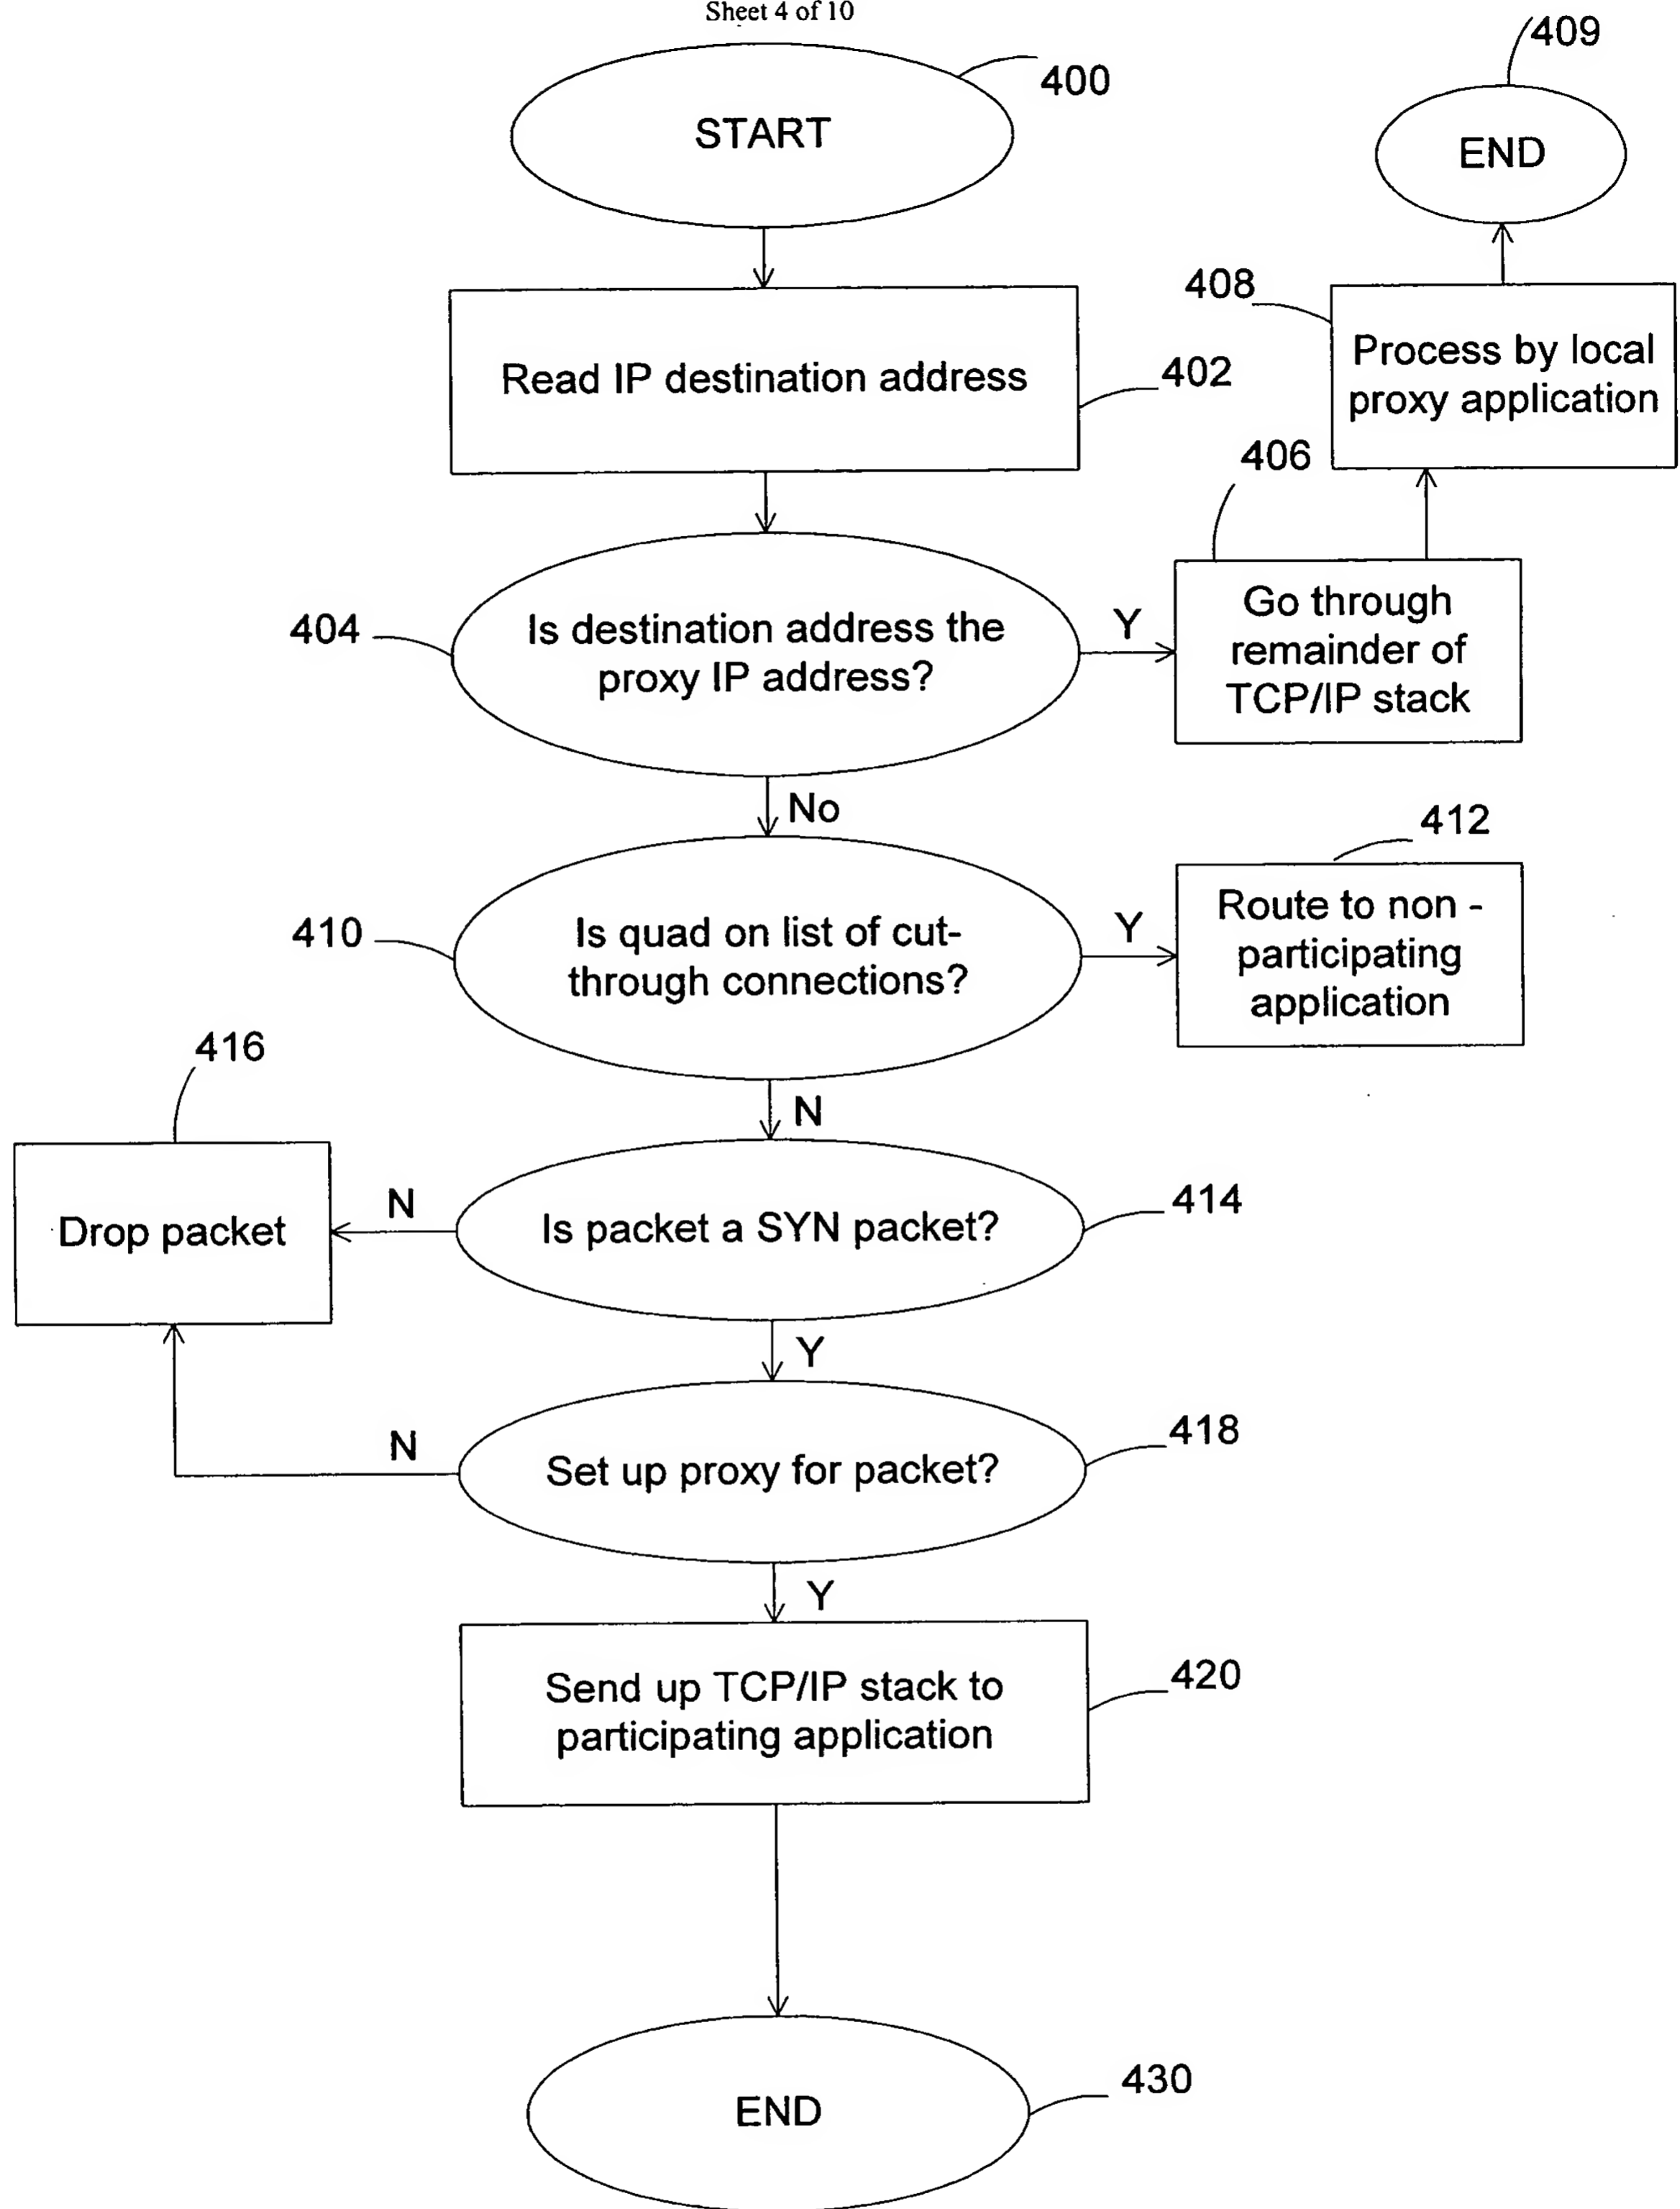 Sheet 4 of 10
409
400
START
END
408
Process by local
proxy application
Read IP destination address
402
406
Go through
remainder of
TCP/IP stack
404
Is destination address the
proxy IP address?
Y
No
412
Route to non -
participating
application
410
Is quad on list of cut-
through connections?
Y
416
N
Drop packet
N
Is packet a SYN packet?
414
Y
418
N
Set up proxy for packet?
Y
Send up TCP/IP stack to
participating application
420
END
430